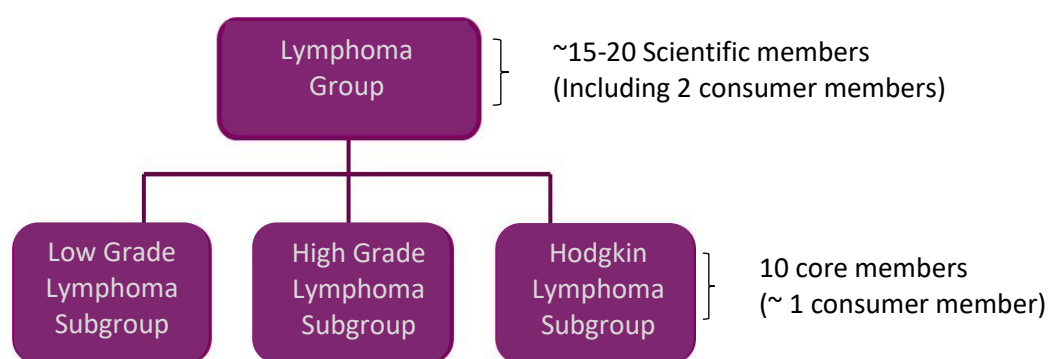 Lymphoma
Group
~15-20 Scientific members
(Including 2 consumer members)
Low Grade
Lymphoma
Subgroup
High Grade
Lymphoma
Subgroup
Hodgkin
Lymphoma
Subgroup
10 core members
(~ 1 consumer member)